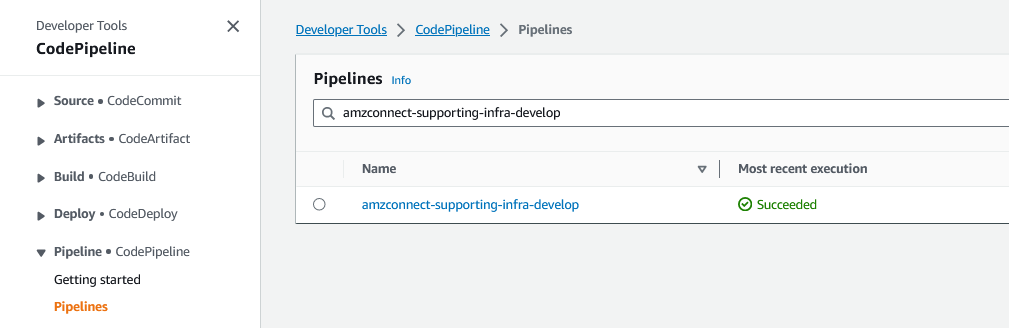 Developer Tools
CodePipeline
Source • CodeCommit
Artifacts • CodeArtifact
Build • CodeBuild
Deploy • CodeDeploy
Pipeline • CodePipeline
Getting started
Pipelines
Developer Tools > CodePipeline > Pipelines
Pipelines Info
amzconnect-supporting-infra-develop
Name Most recent execution
amzconnect-supporting-infra-develop Succeeded